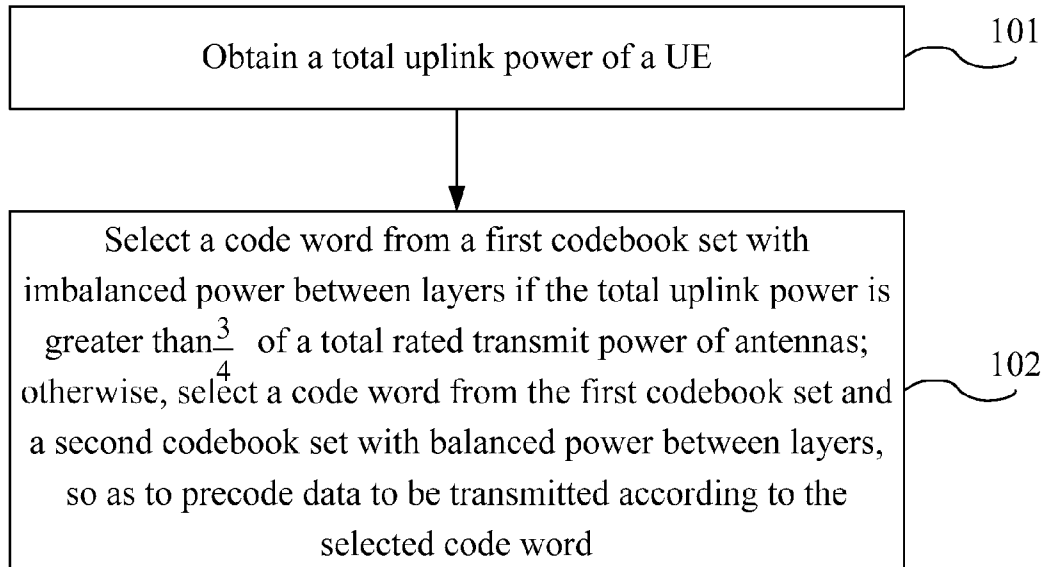 Obtain a total uplink power of a UE
101
Select a code word from a first codebook set with
imbalanced power between layers if the total uplink power is
greater than 3/4 of a total rated transmit power of antennas;
otherwise, select a code word from the first codebook set and
a second codebook set with balanced power between layers,
so as to precode data to be transmitted according to the
selected code word
102